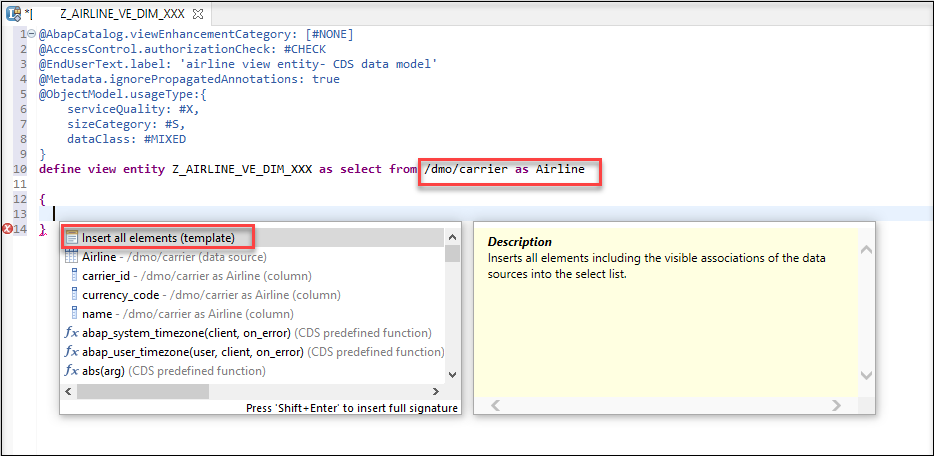 *| Z_AIRLINE_VE_DIM_XXX
1 @AbapCatalog.viewEnhancementCategory: [#NONE]
2 @AccessControl.authorizationCheck: #CHECK
3 @EndUserText.label: 'airline view entity- CDS data model'
4 @Metadata.ignorePropagatedAnnotations: true
5 @ObjectModel.usageType:{
6 serviceQuality: #X,
7 sizeCategory: #S,
8 dataClass: #MIXED
9 }
10 define view entity Z_AIRLINE_VE_DIM_XXX as select from /dmo/carrier as Airline
11
12 {
13
14 }
Insert all elements (template)
Airline - /dmo/carrier (data source)
carrier_id - /dmo/carrier as Airline (column)
currency_code - /dmo/carrier as Airline (column)
name - /dmo/carrier as Airline (column)
fx abap_system_timezone(client, on_error) (CDS predefined function)
fx abap_user_timezone(user, client, on_error) (CDS predefined function)
fx abs(arg) (CDS predefined function)
Press 'Shift+Enter' to insert full signature
Description
Inserts all elements including the visible associations of the data
sources into the select list.